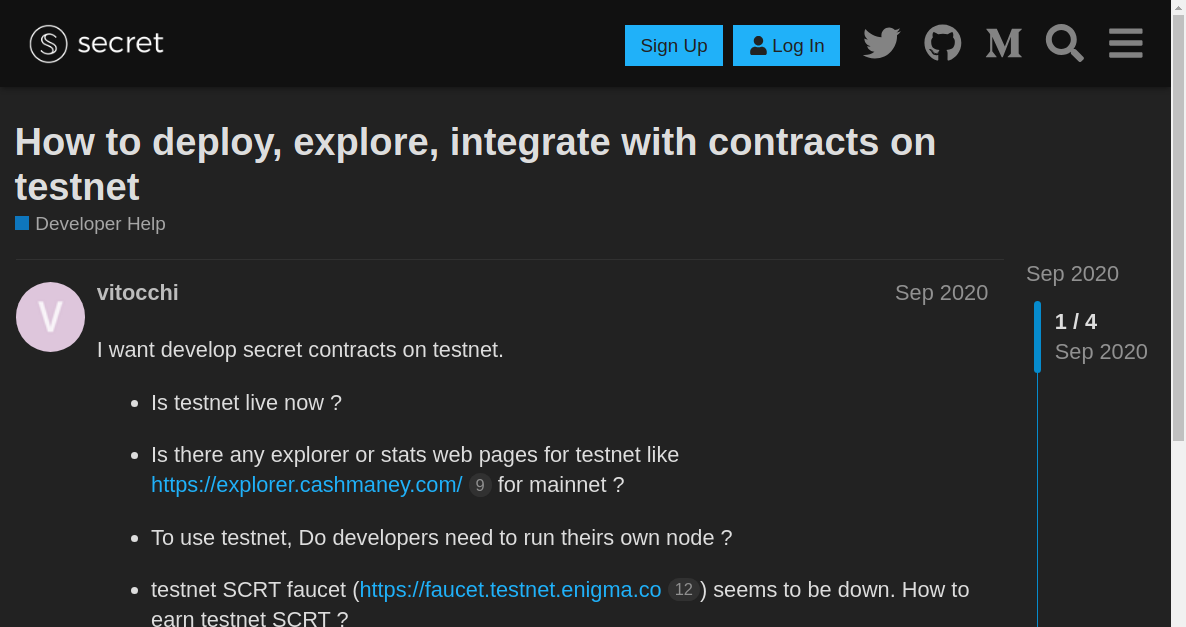 secret
Sign Up
Log In
How to deploy, explore, integrate with contracts on
testnet
Developer Help
Sep 2020
V
vitocchi
Sep 2020
1 / 4
Sep 2020
I want develop secret contracts on testnet.
Is testnet live now ?
Is there any explorer or stats web pages for testnet like
https://explorer.cashmaney.com/ 9 for mainnet ?
To use testnet, Do developers need to run theirs own node ?
testnet SCRT faucet (https://faucet.testnet.enigma.co 12) seems to be down. How to
earn testnet SCRT ?